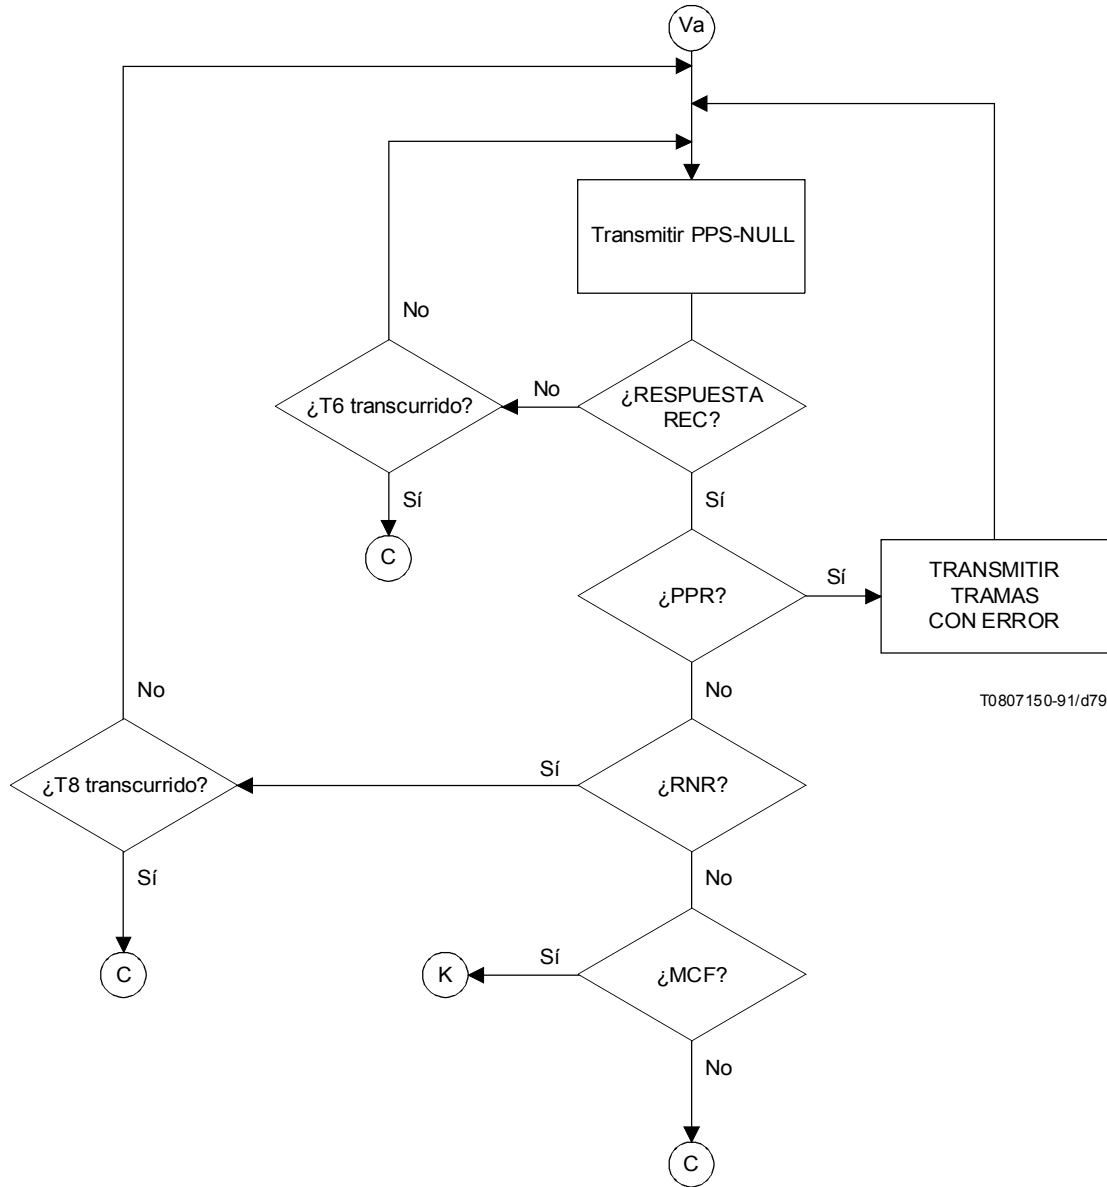 Va
Transmitir PPS-NULL
No
¿T6 transcurrido?
No
¿RESPUESTA
REC?
Sí
Sí
C
¿PPR?
Sí
TRANSMITIR
TRAMAS
CON ERROR
No
No
T0807150-91/d79
¿T8 transcurrido?
Sí
¿RNR?
Sí
No
C
K
Sí
¿MCF?
No
C